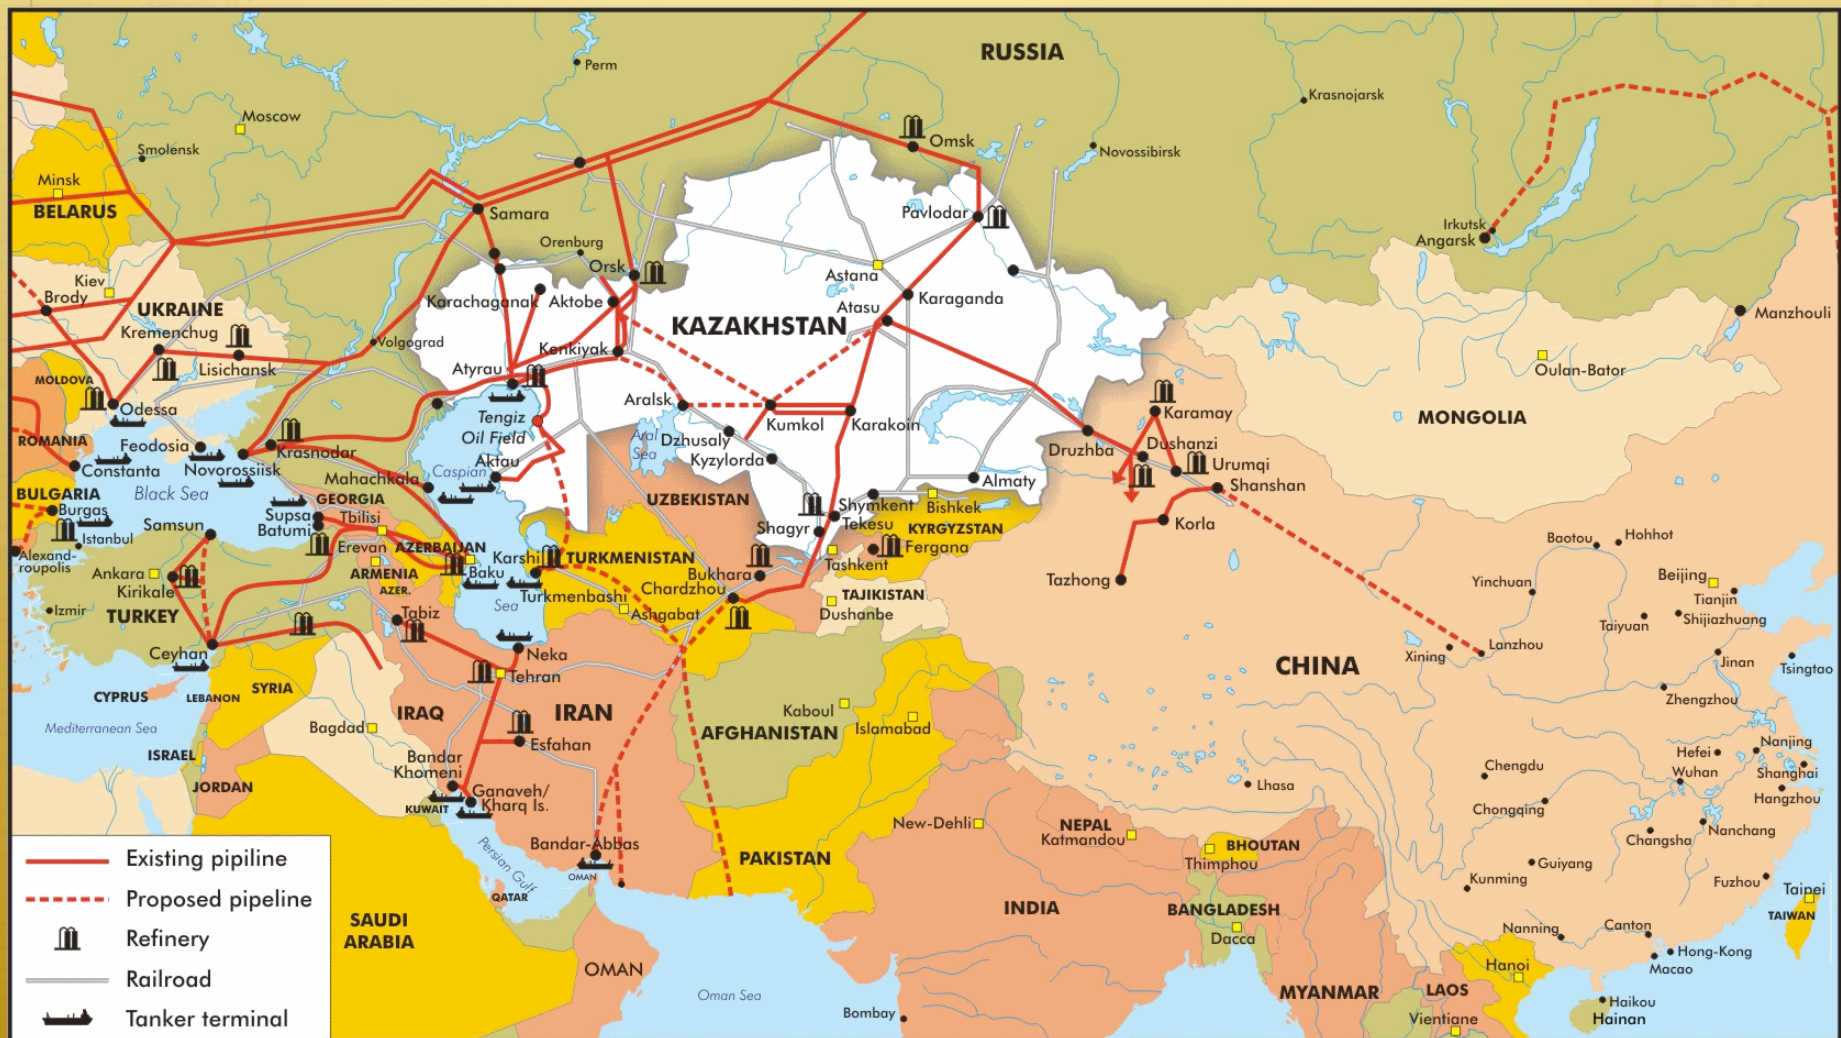 RUSSIA
Perm
Krasnojarsk
Moscow
Omsk
Smolensk
Novossibirsk
Minsk
BELARUS
Samara
Pavlodar
Irkutsk
Angarsk
Orenburg
Orsk
Astana
Kiev
Brody
UKRAINE
Karachaganak
Aktobe
Atasu
Karaganda
Manzhouli
KAZAKHSTAN
Kremenchug
Volgograd
Kenkiyak
Lisichansk
Atyrau
Oulan-Bator
MOLDOVA
Odessa
Aralsk
Karamay
MONGOLIA
Tengiz
Oil Field
Kumkol
Karakoin
ROMANIA
Feodosia
Krasnodar
Aral
Sea
Dzhusaly
Dushanzi
Druzhba
Constanta
Novorossiisk
Caspian
Aktau
Kyzylorda
Urumqi
Mahachkala
Almaty
Shanshan
BULGARIA
Black Sea
GEORGIA
UZBEKISTAN
Burgas
Supsa
Batumi
Tbilisi
Shymkent
Bishkek
Samsun
Shagyr
Tekesu
KYRGYZSTAN
Korla
Istanbul
Erevan
AZERBAIJAN
Karshi
TURKMENISTAN
Fergana
Baotou
Hohhot
Alexand-
roupolis
Ankara
ARMENIA
Baku
Bukhara
Tashkent
Tazhong
Beijing
Kirikale
AZER.
Turkmenbashi
Chardzhou
TAJIKISTAN
Yinchuan
Tianjin
Izmir
TURKEY
Tabiz
Sea
Ashgabat
Dushanbe
Taiyuan
Shijiazhuang
Ceyhan
Neka
Xining
Lanzhou
Jinan
Tsingtao
CHINA
Tehran
CYPRUS
LEBANON
SYRIA
Zhengzhou
Mediterranean Sea
Bagdad
IRAQ
IRAN
Kaboul
AFGHANISTAN
Islamabad
ISRAEL
Esfahan
Hefei
Nanjing
Bandar
Khomeni
Chengdu
Wuhan
Shanghai
JORDAN
Ganaveh/
Kharq Is.
KUWAIT
Lhasa
Hangzhou
Chongqing
New-Dehli
NEPAL
Katmandou
Changsha
Nanchang
Persian Gulf
Bandar-Abbas
BHOUTAN
Thimphou
PAKISTAN
Guiyang
OMAN
Kunming
Fuzhou
Taipei
QATAR
INDIA
BANGLADESH
TAIWAN
SAUDI
ARABIA
Dacca
Nanning
Canton
Hong-Kong
Macao
OMAN
Hanoi
Oman Sea
MYANMAR
LAOS
Haikou
Hainan
Bombay
Vientiane
Existing pipiline
Proposed pipeline
Refinery
Railroad
Tanker terminal